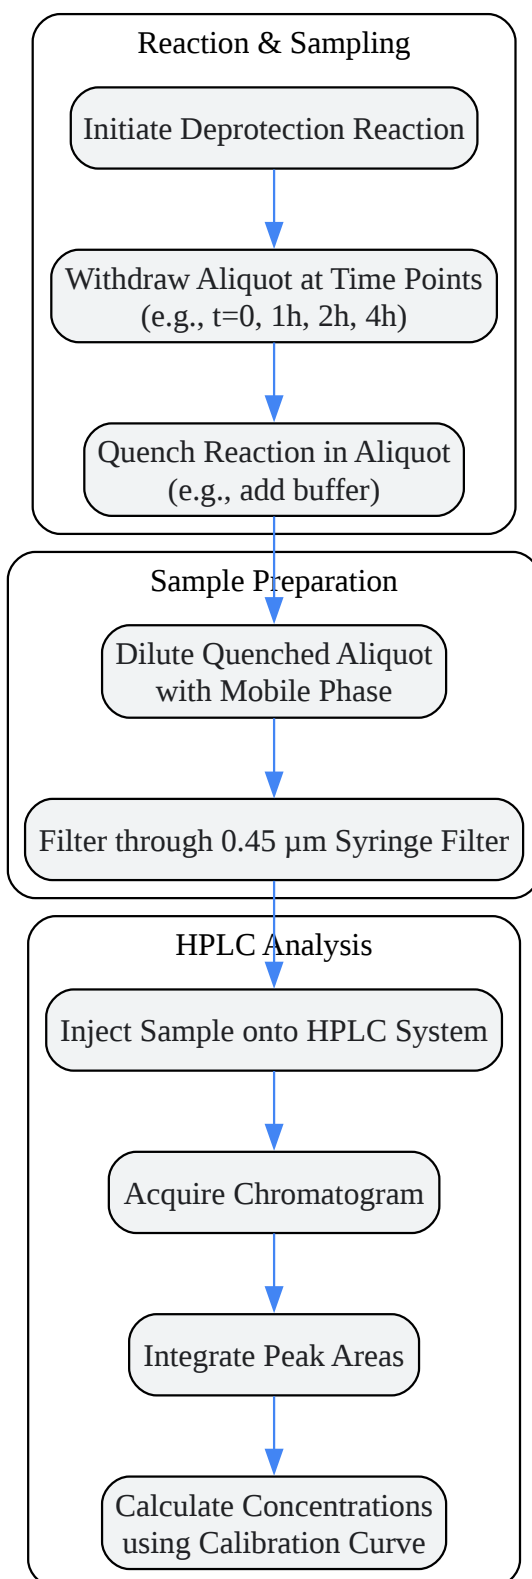 Reaction & Sampling
Initiate Deprotection Reaction
Withdraw Aliquot at Time Points
(e.g., t=0, 1h, 2h, 4h)
Quench Reaction in Aliquot
(e.g., add buffer)
Sample Preparation
Dilute Quenched Aliquot
with Mobile Phase
Filter through 0.45 µm Syringe Filter
HPLC Analysis
Inject Sample onto HPLC System
Acquire Chromatogram
Integrate Peak Areas
Calculate Concentrations
using Calibration Curve